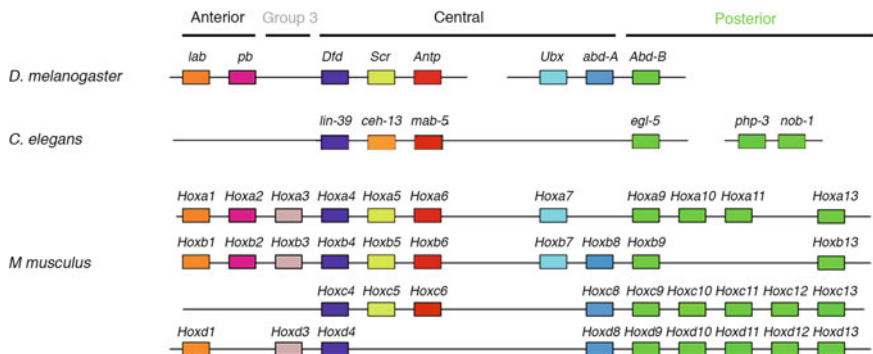 Anterior Group 3 Central Posterior
lab pb Dfd Scr Antp Ubx abd-A Abd-B
D. melanogaster
lin-39 ceh-13 mab-5 egl-5 php-3 nob-1
C. elegans
Hoxa1 Hoxa2 Hoxa3 Hoxa4 Hoxa5 Hoxa6 Hoxa7 Hoxa9 Hoxa10 Hoxa11 Hoxa13
Hoxb1 Hoxb2 Hoxb3 Hoxb4 Hoxb5 Hoxb6 Hoxb7 Hoxb8 Hoxb9 Hoxb13
M musculus
Hoxc4 Hoxc5 Hoxc6 Hoxc8 Hoxc9 Hoxc10 Hoxc11 Hoxc12 Hoxc13
Hoxd1 Hoxd3 Hoxd4 Hoxd8 Hoxd9 Hoxd10 Hoxd11 Hoxd12 Hoxd13